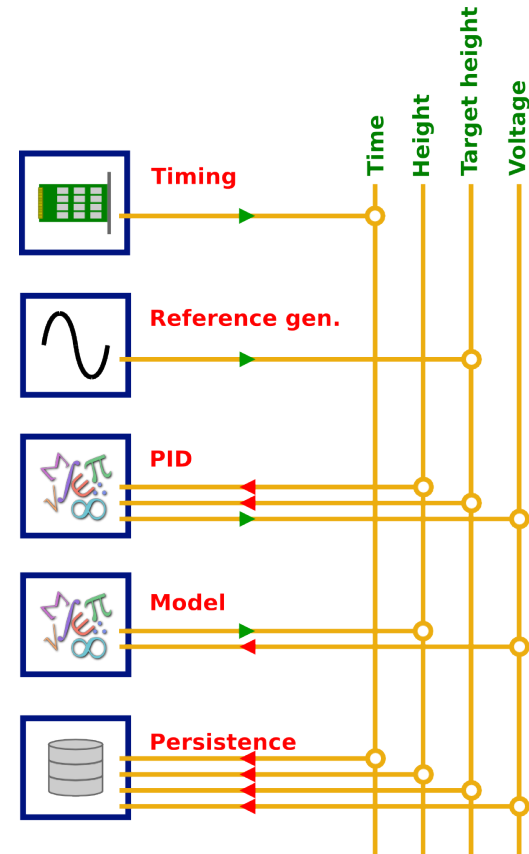 Time
Height
Target height
Voltage
Timing
Reference gen.
PID
Model
Persistence